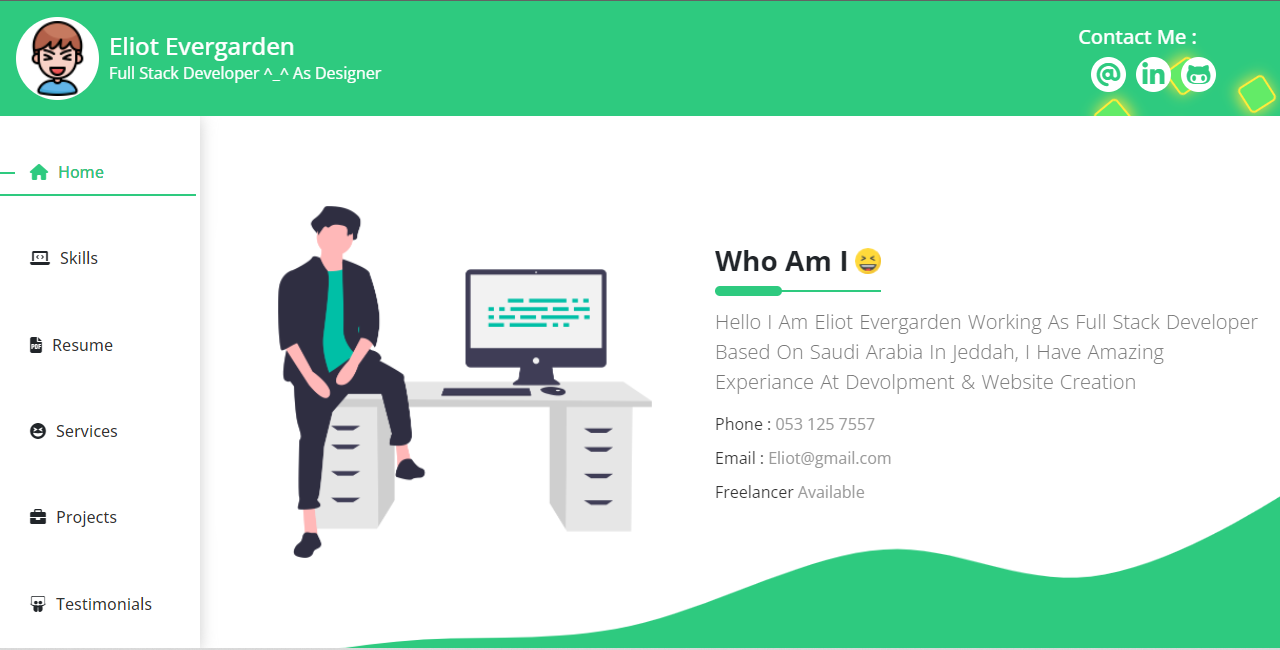 Eliot Evergarden
Full Stack Developer ^_^ As Designer
Contact Me :
Home
Skills
Resume
Services
Projects
Testimonials
Who Am I 😆
Hello I Am Eliot Evergarden Working As Full Stack Developer
Based On Saudi Arabia In Jeddah, I Have Amazing
Experiance At Devolpment & Website Creation
Phone : 053 125 7557
Email : Eliot@gmail.com
Freelancer Available